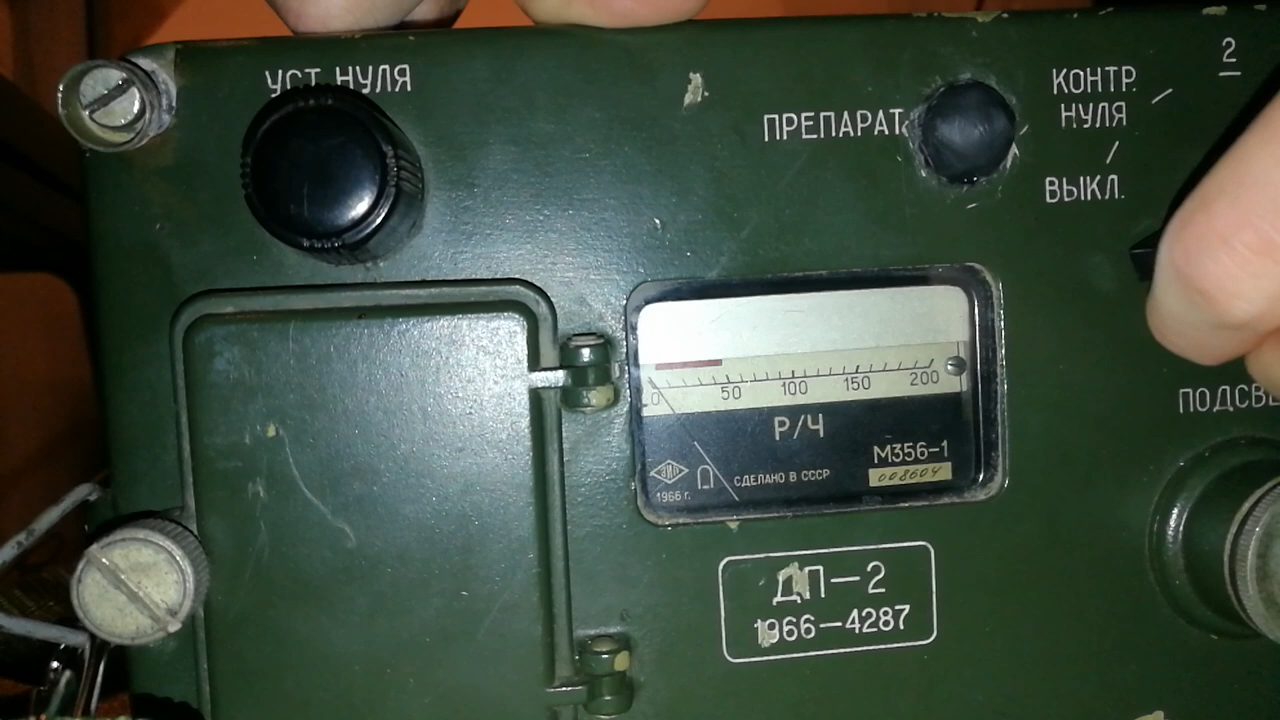 УСТ. НУЛЯ
ПРЕПАРАТ
КОНТР.
НУЛЯ
ВЫКЛ.
2
0 50 100 150 200
Р/Ч
М356-1
008604
СДЕЛАНО В СССР
1966 г.
ДП-2
1966-4287